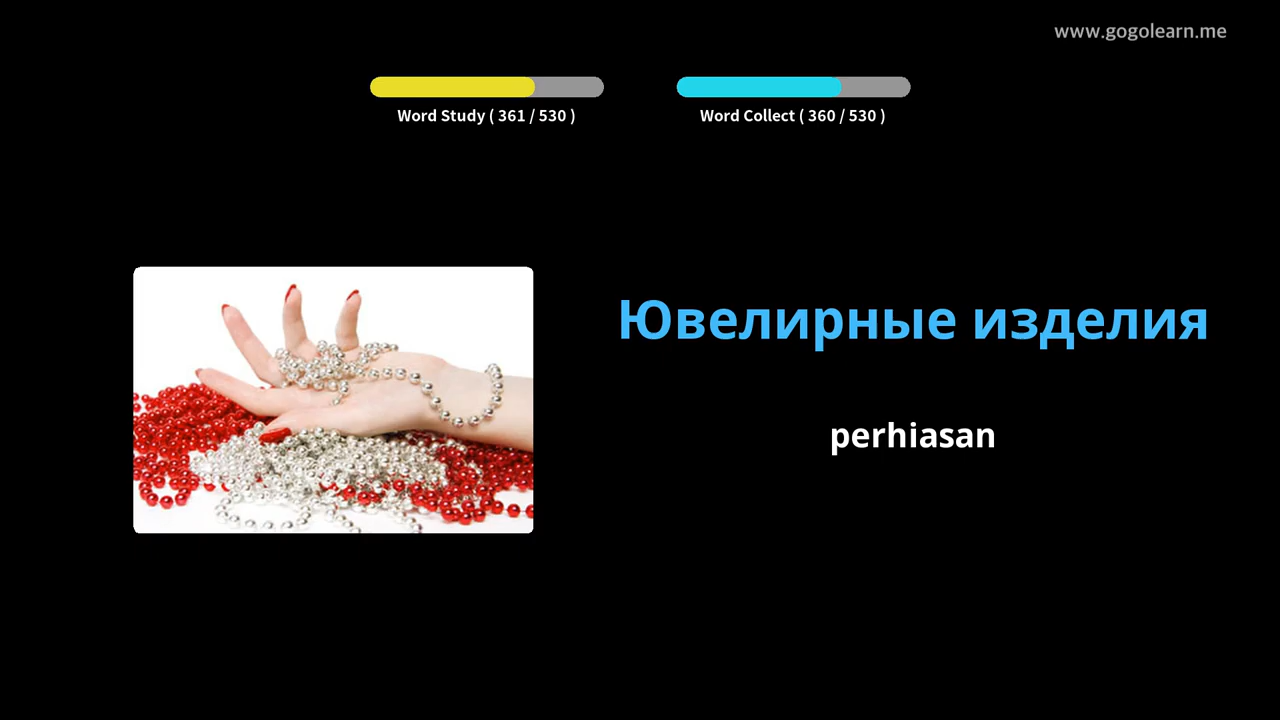 www.gogolearn.me
Word Study ( 361 / 530 )
Word Collect ( 360 / 530 )
Ювелирные изделия
perhiasan